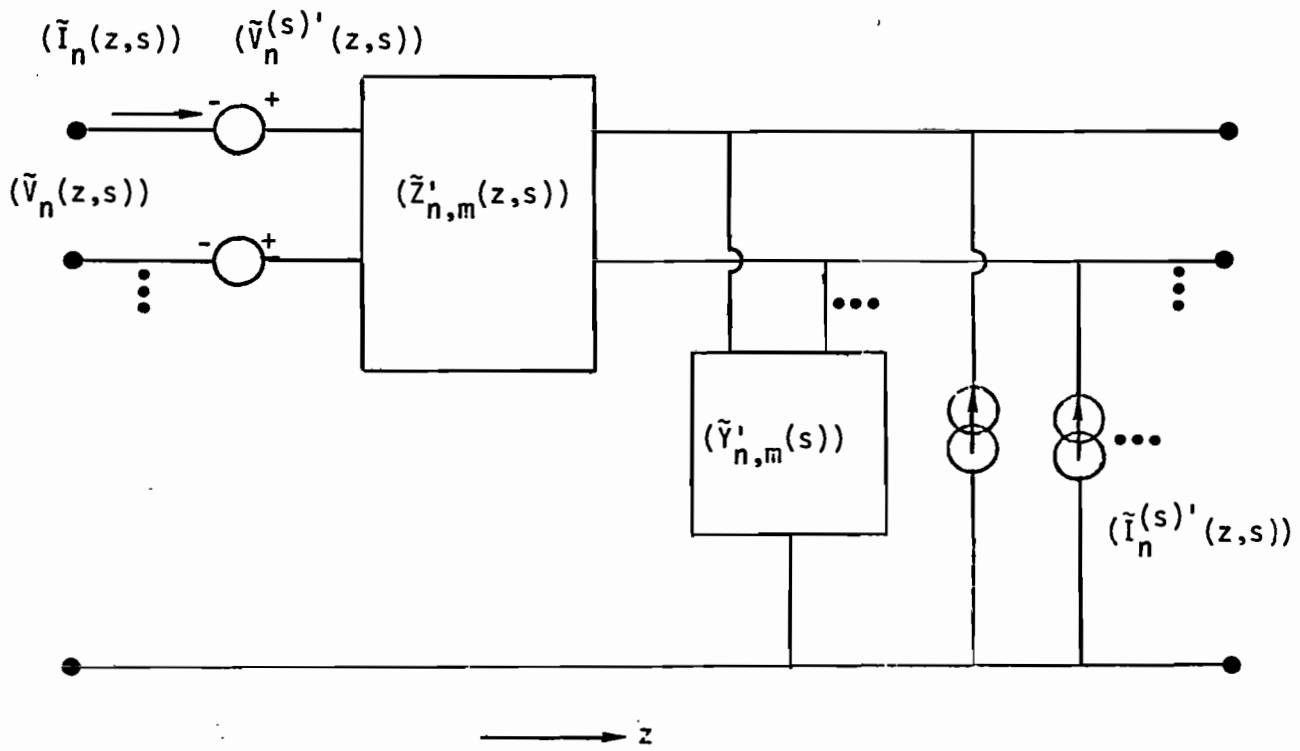 (Ĩₙ(z,s)) (Ṽₙ⁽ˢ⁾'(z,s))
- +
(Ṽₙ(z,s))
(Z̃'ₙ,ₘ(z,s))
- +
(Ỹ'ₙ,ₘ(s))
(Ĩₙ⁽ˢ⁾'(z,s))
z